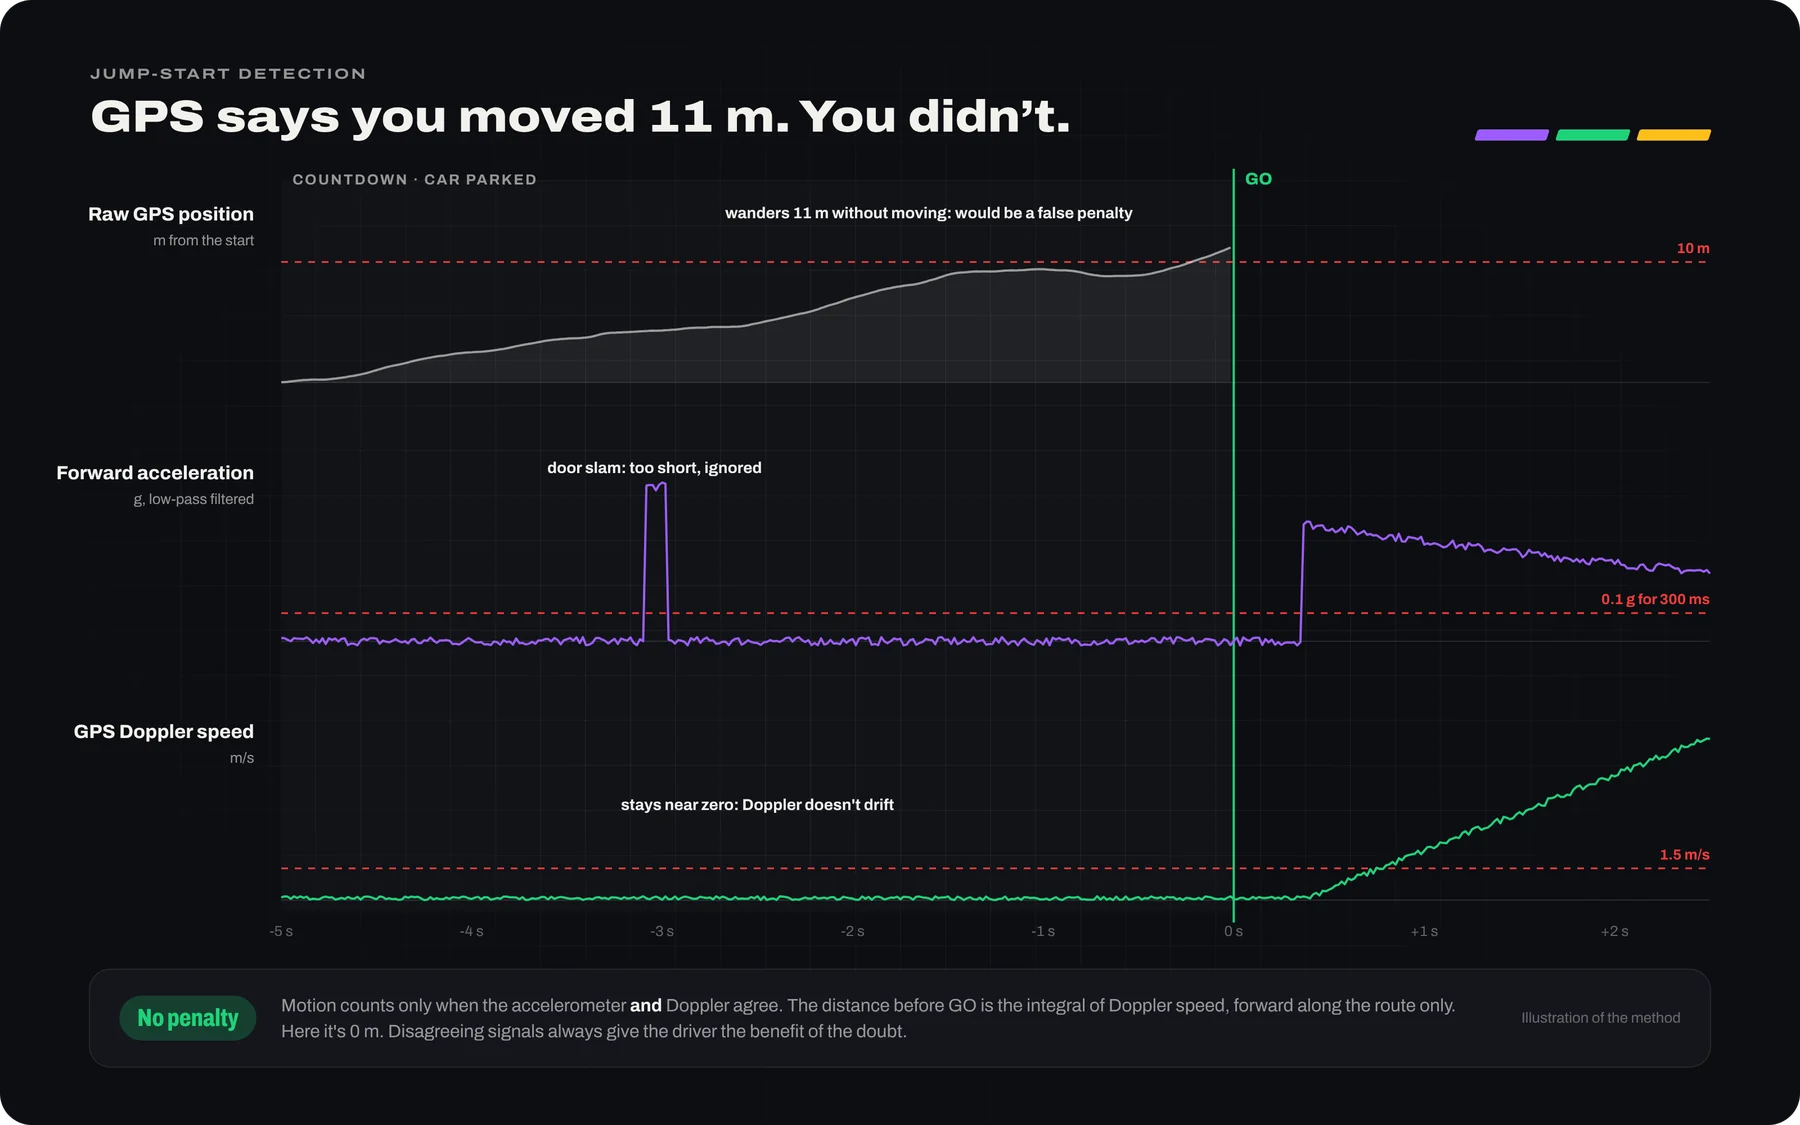 JUMP-START DETECTION
GPS says you moved 11 m. You didn’t.
COUNTDOWN · CAR PARKED
GO
Raw GPS position
m from the start
wanders 11 m without moving: would be a false penalty
10 m
Forward acceleration
g, low-pass filtered
door slam: too short, ignored
0.1 g for 300 ms
GPS Doppler speed
m/s
stays near zero: Doppler doesn't drift
1.5 m/s
-5 s -4 s -3 s -2 s -1 s 0 s +1 s +2 s
No penalty
Motion counts only when the accelerometer and Doppler agree. The distance before GO is the integral of Doppler speed, forward along the route only.
Here it's 0 m. Disagreeing signals always give the driver the benefit of the doubt.
Illustration of the method